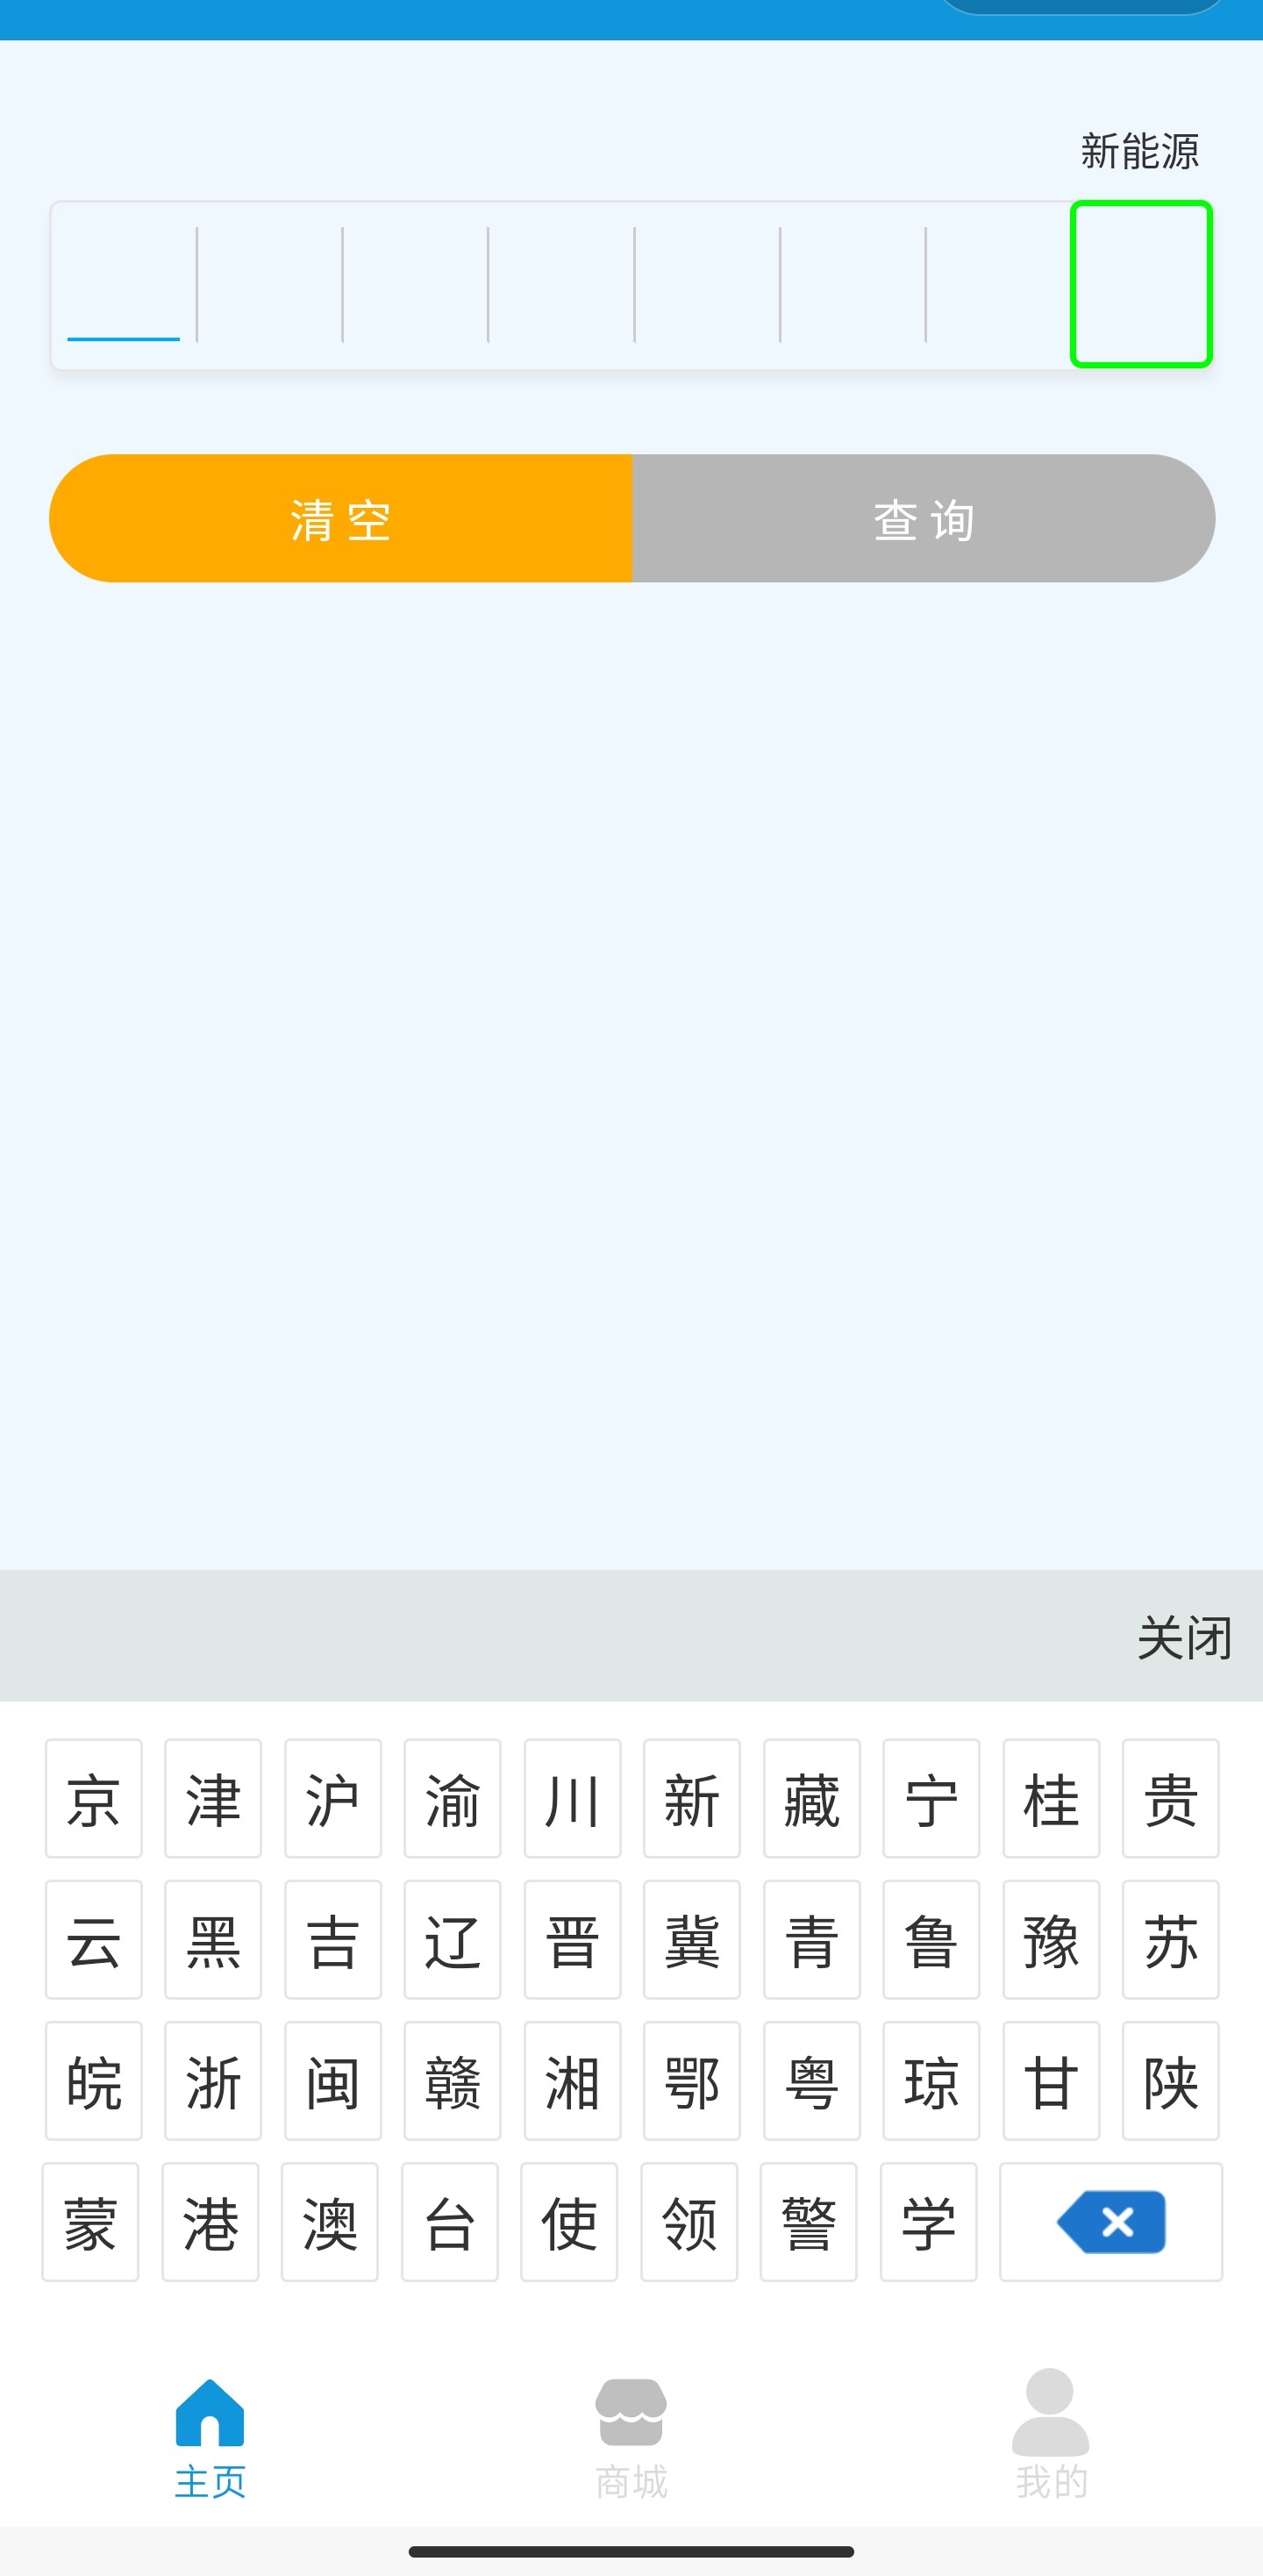 新能源
清空 查询
关闭
京 津 沪 渝 川 新 藏 宁 桂 贵
云 黑 吉 辽 晋 冀 青 鲁 豫 苏
皖 浙 闽 赣 湘 鄂 粤 琼 甘 陕
蒙 港 澳 台 使 领 警 学
主页 商城 我的